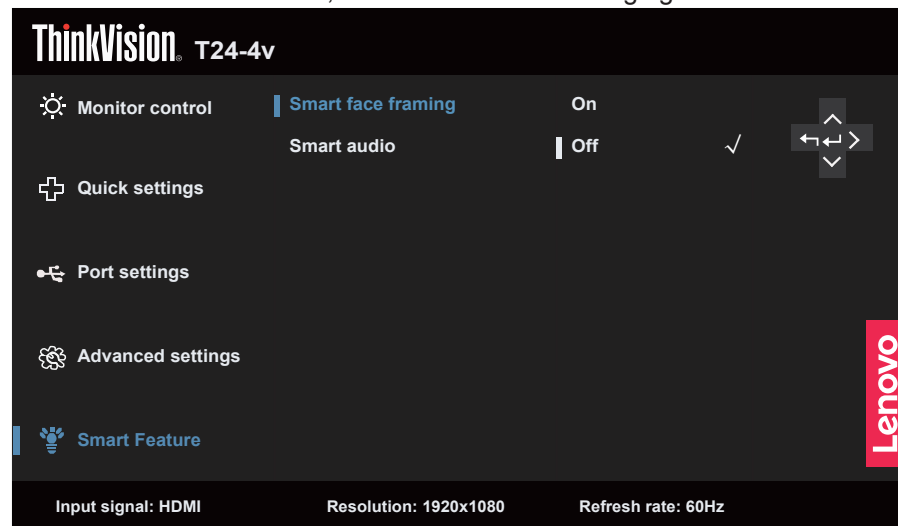 ThinkVision® T24-4v
Monitor control
Smart face framing
On
Smart audio
Off
Quick settings
Port settings
Advanced settings
Smart Feature
Lenovo
Input signal: HDMI
Resolution: 1920x1080
Refresh rate: 60Hz